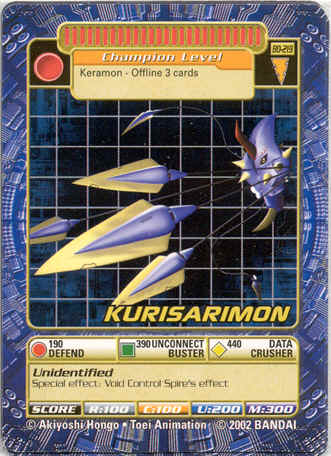 Champion Level
BO-219
Keramon - Offline 3 cards
KURISARIMON
190 DEFEND
390 UNCONNECT BUSTER
440 DATA CRUSHER
Unidentified
Special effect: Void Control Spire's effect
SCORE R:100 C:100 U:200 M:300
© Akiyoshi Hongo • Toei Animation © 2002 BANDAI